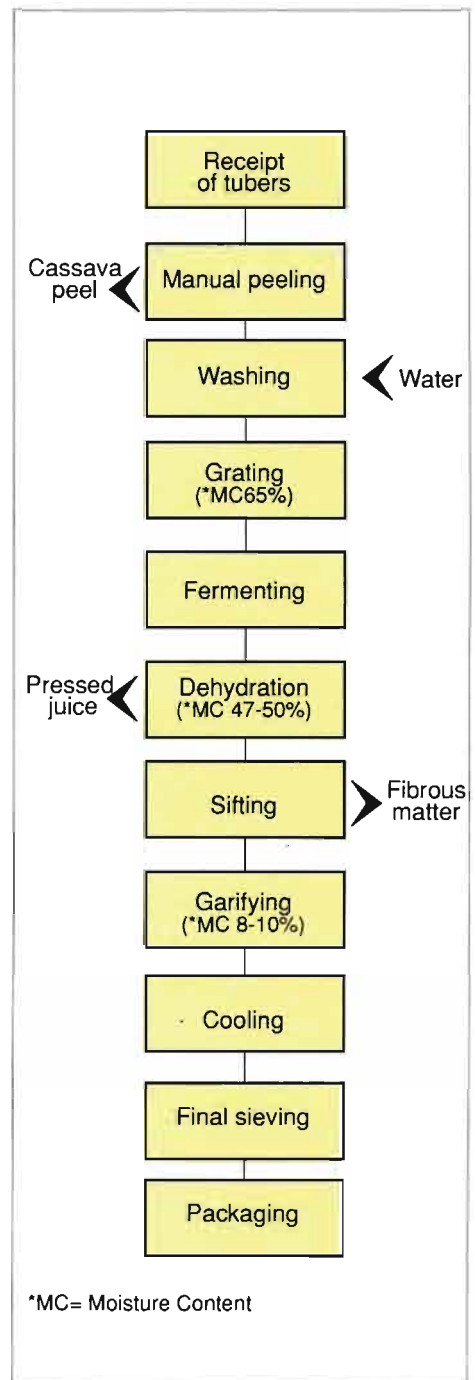 Receipt
of tubers
Cassava
peel
Manual peeling
Washing
Water
Grating
(*MC65%)
Fermenting
Pressed
juice
Dehydration
(*MC 47-50%)
Sifting
Fibrous
matter
Garifying
(*MC 8-10%)
Cooling
Final sieving
Packaging
*MC= Moisture Content